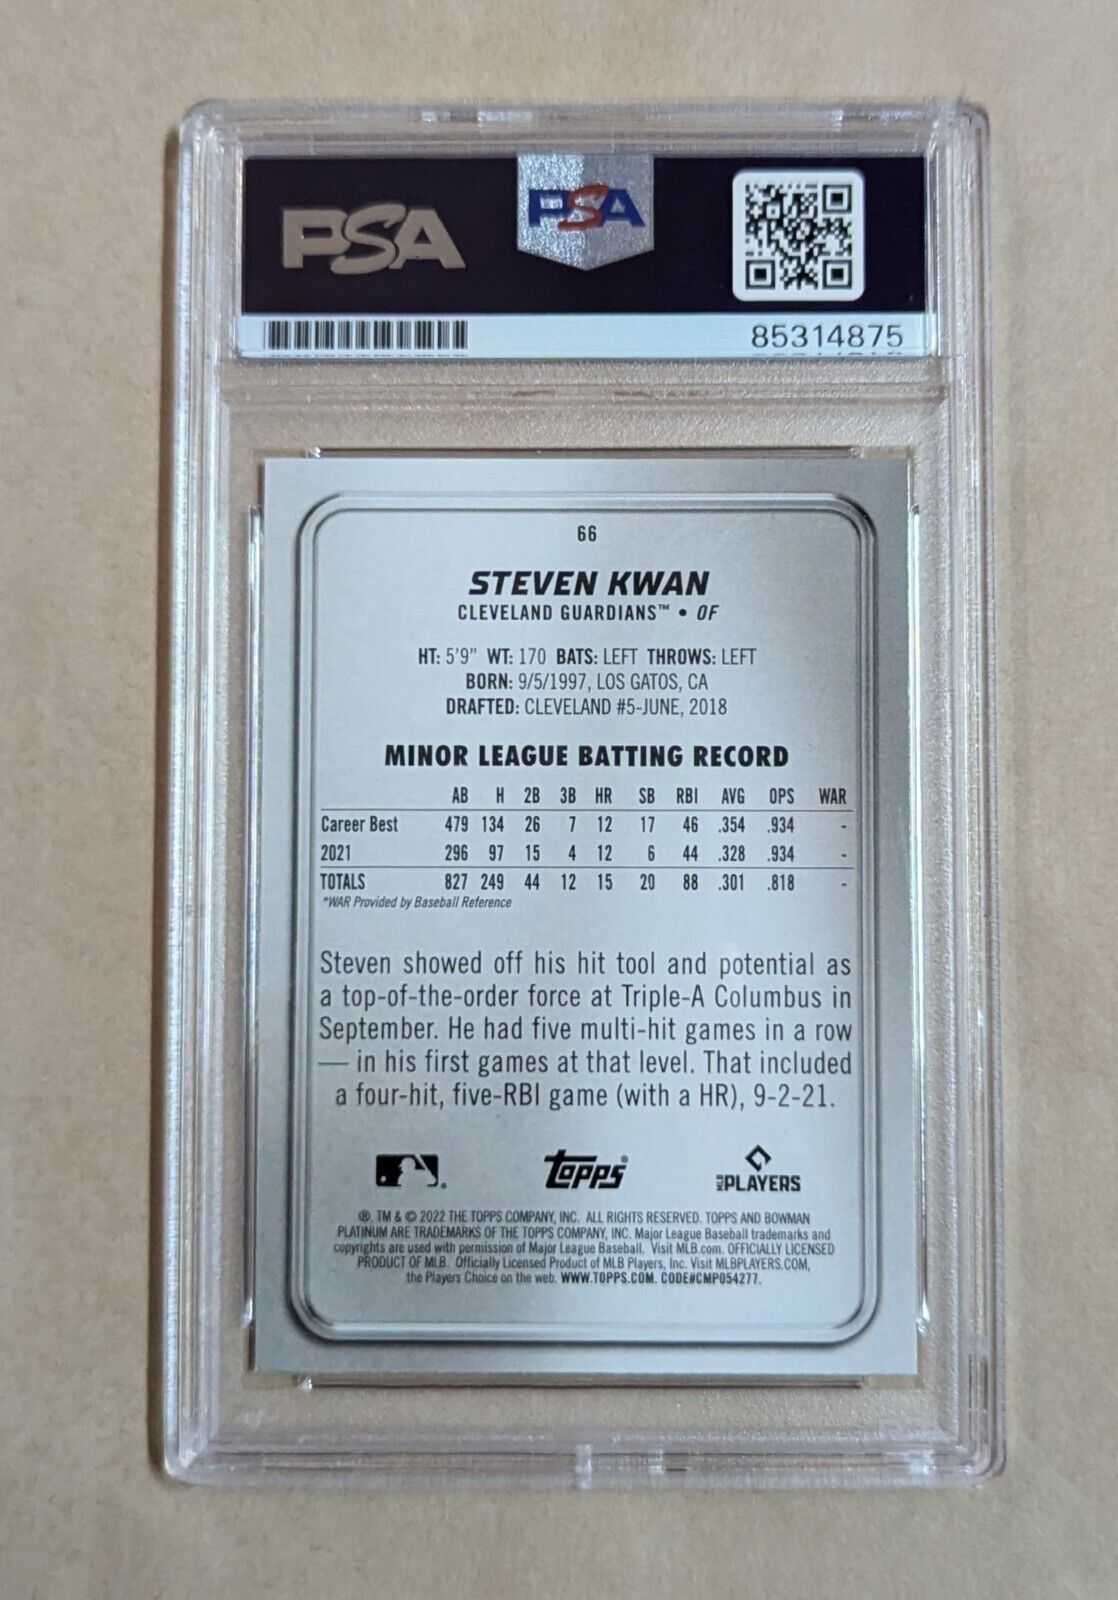 PSA PSA
85314875
66
STEVEN KWAN
CLEVELAND GUARDIANS™ • OF
HT: 5'9" WT: 170 BATS: LEFT THROWS: LEFT
BORN: 9/5/1997, LOS GATOS, CA
DRAFTED: CLEVELAND #5-JUNE, 2018
MINOR LEAGUE BATTING RECORD
AB H 2B 3B HR SB RBI AVG OPS WAR
Career Best 479 134 26 7 12 17 46 .354 .934 -
2021 296 97 15 4 12 6 44 .328 .934 -
TOTALS 827 249 44 12 15 20 88 .301 .818 -
*WAR Provided by Baseball Reference
Steven showed off his hit tool and potential as
a top-of-the-order force at Triple-A Columbus in
September. He had five multi-hit games in a row
— in his first games at that level. That included
a four-hit, five-RBI game (with a HR), 9-2-21.
topps® MLB PLAYERS
®, TM & © 2022 THE TOPPS COMPANY, INC. ALL RIGHTS RESERVED. TOPPS AND BOWMAN
PLATINUM ARE TRADEMARKS OF THE TOPPS COMPANY, INC. Major League Baseball trademarks and
copyrights are used with permission of Major League Baseball. Visit MLB.com. OFFICIALLY LICENSED
PRODUCT OF MLB. Officially Licensed Product of MLB Players, Inc. Visit MLBPLAYERS.COM,
the Players Choice on the web. WWW.TOPPS.COM. CODE#CMP054277.